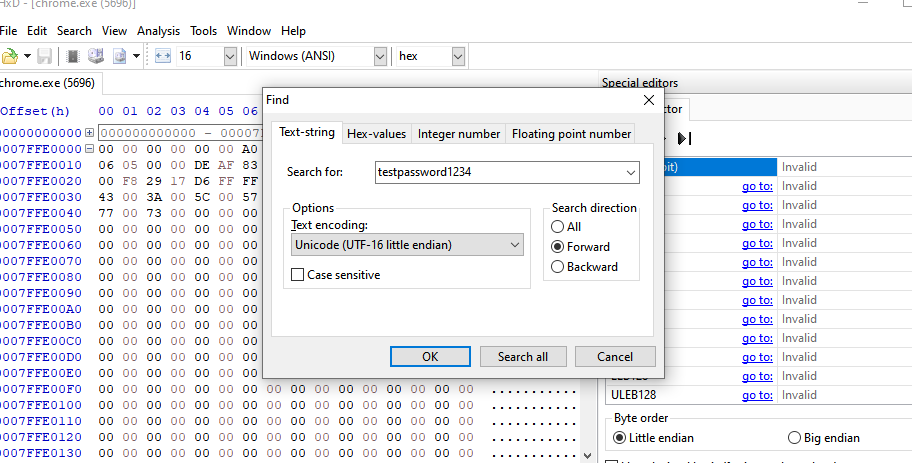 HxD - [chrome.exe (5696)]
File Edit Search View Analysis Tools Window Help
16 Windows (ANSI) hex
chrome.exe (5696)
Special editors
Find
Offset(h) 00 01 02 03 04 05 06
Text-string Hex-values Integer number Floating point number
00000000000 000000000000 -
0007FFE0000 00 00 00 00 00 A0
0007FFE0010 06 05 00 00 DE AF 83
0007FFE0020 00 F8 29 17 D6 FF FF
0007FFE0030 43 00 3A 00 5C 00 57
0007FFE0040 77 00 73 00 00 00 00
0007FFE0050 00 00 00 00 00 00 00
0007FFE0060 00 00 00 00 00 00 00
0007FFE0070 00 00 00 00 00 00 00
0007FFE0080 00 00 00 00 00 00 00
0007FFE0090 00 00 00 00 00 00 00
0007FFE00A0 00 00 00 00 00 00 00
0007FFE00B0 00 00 00 00 00 00 00
0007FFE00C0 00 00 00 00 00 00 00
0007FFE00D0 00 00 00 00 00 00 00
0007FFE00E0 00 00 00 00 00 00 00
0007FFE00F0 00 00 00 00 00 00 00 00 00 00 00 00 00 00 00 00
0007FFE0100 00 00 00 00 00 00 00 00 00 00 00 00 00 00 00 00 ................
0007FFE0110 00 00 00 00 00 00 00 00 00 00 00 00 00 00 00 00 ................
0007FFE0120 00 00 00 00 00 00 00 00 00 00 00 00 00 00 00 00 ................
0007FFE0130 00 00 00 00 00 00 00 00 00 00 00 00 00 00 00 00 ................
Search for: testpassword1234
Options
Text encoding:
Unicode (UTF-16 little endian)
Case sensitive
Search direction
All
Forward
Backward
OK Search all Cancel
Invalid
go to: Invalid
go to: Invalid
go to: Invalid
go to: Invalid
go to: Invalid
go to: Invalid
go to: Invalid
go to: Invalid
go to: Invalid
go to: Invalid
go to: Invalid
ULEB128 go to: Invalid
Byte order
Little endian Big endian